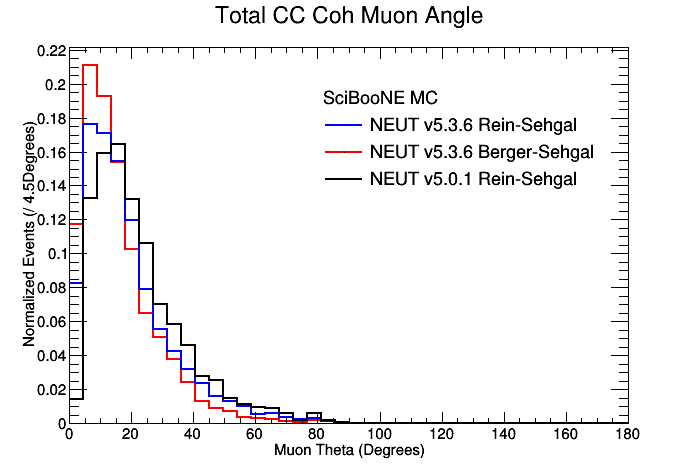 Total CC Coh Muon Angle
Normalized Events (/ 4.5Degrees)
0.22
0.2
0.18
0.16
0.14
0.12
0.1
0.08
0.06
0.04
0.02
0
SciBooNE MC
NEUT v5.3.6 Rein-Sehgal
NEUT v5.3.6 Berger-Sehgal
NEUT v5.0.1 Rein-Sehgal
0 20 40 60 80 100 120 140 160 180
Muon Theta (Degrees)